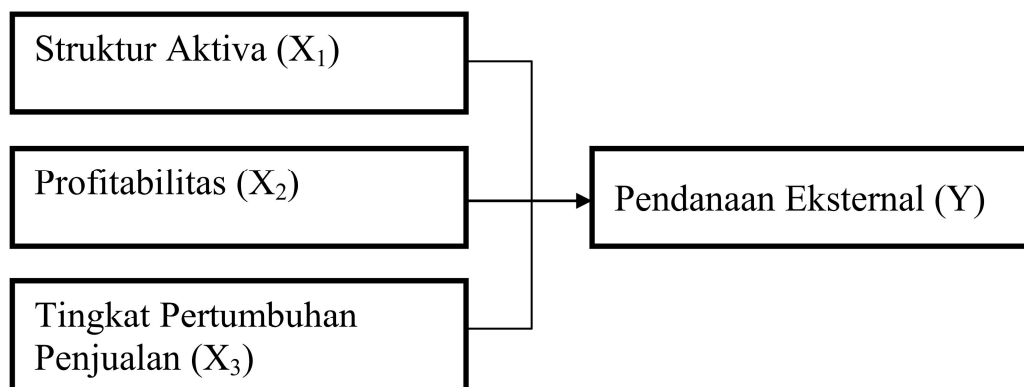 Struktur Aktiva (X₁)
Profitabilitas (X₂)
Pendanaan Eksternal (Y)
Tingkat Pertumbuhan
Penjualan (X₃)